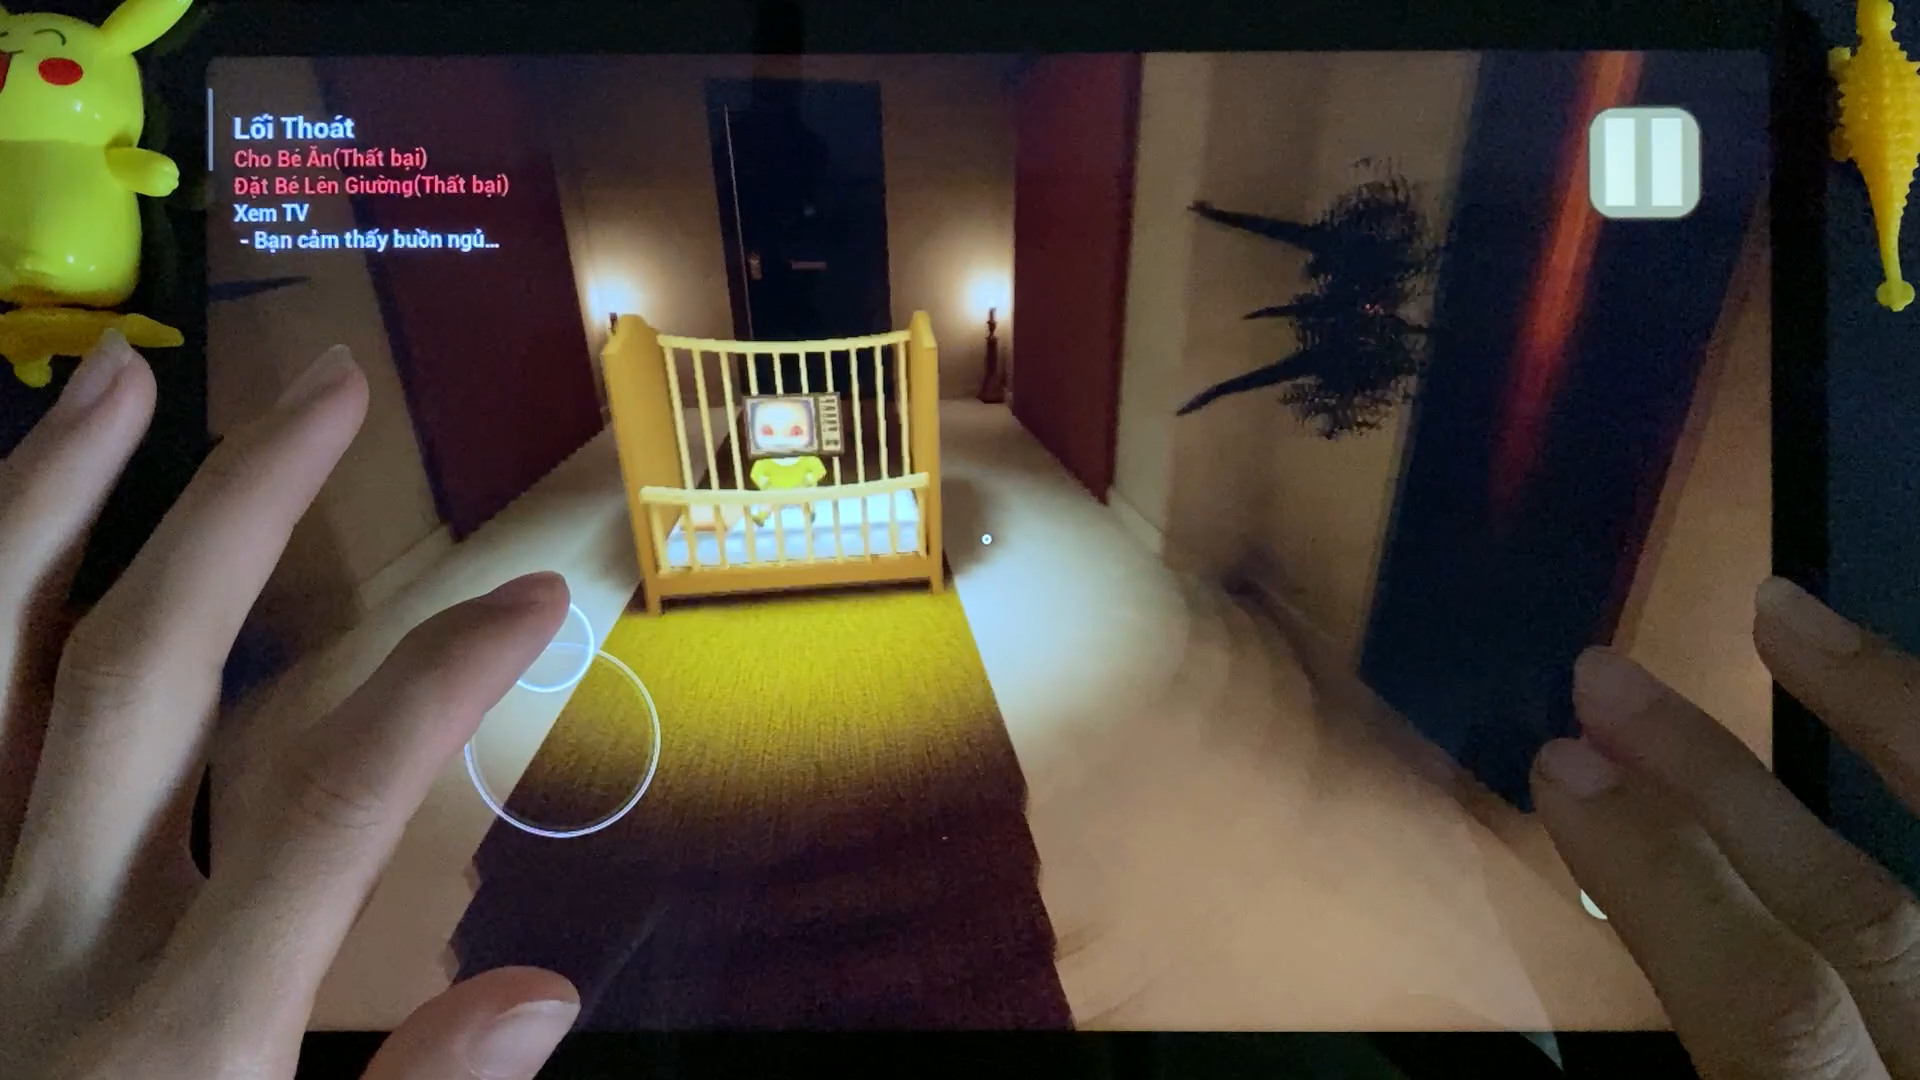 Lối Thoát
Cho Bé Ăn(Thất bại)
Đặt Bé Lên Giường(Thất bại)
Xem TV
- Bạn cảm thấy buồn ngủ...